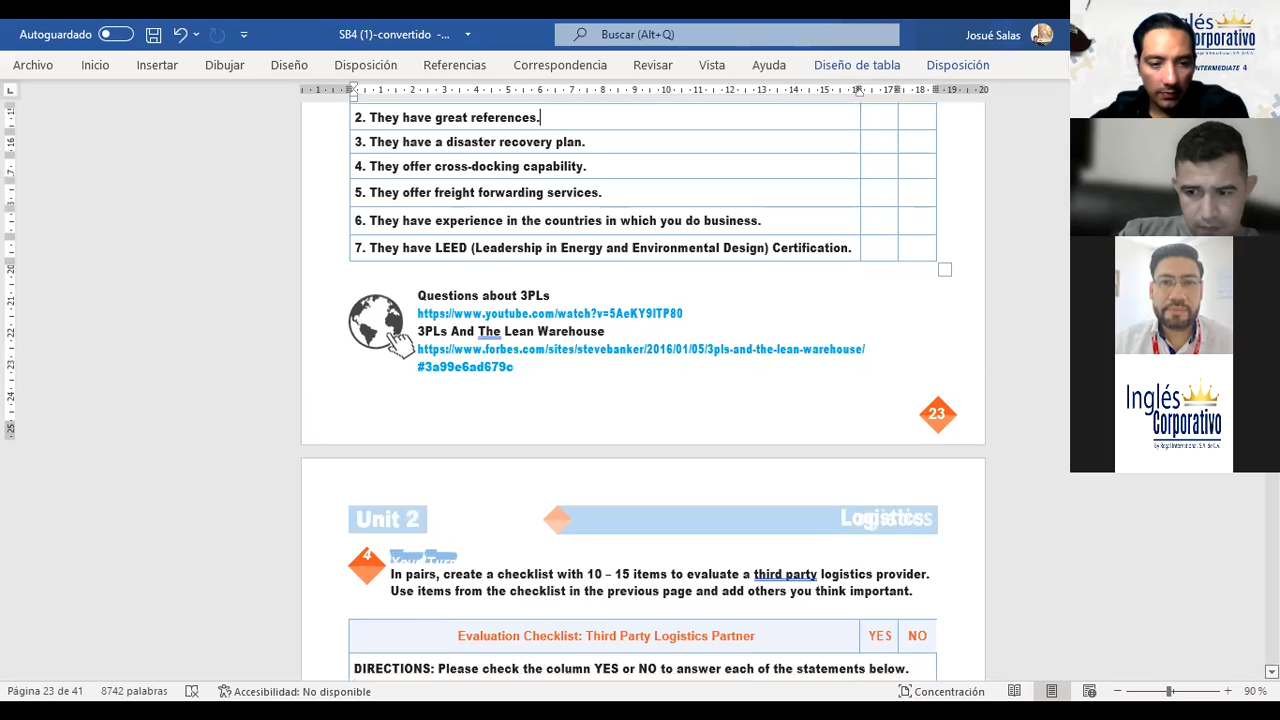 Autoguardado
SB4 (1)-convertido -...
Buscar (Alt+Q)
Josué Salas
Archivo Inicio Insertar Dibujar Diseño Disposición Referencias Correspondencia Revisar Vista Ayuda Diseño de tabla Disposición
2. They have great references.
3. They have a disaster recovery plan.
4. They offer cross-docking capability.
5. They offer freight forwarding services.
6. They have experience in the countries in which you do business.
7. They have LEED (Leadership in Energy and Environmental Design) Certification.
Questions about 3PLs
https://www.youtube.com/watch?v=5AeKY9ITP80
3PLs And The Lean Warehouse
https://www.forbes.com/sites/stevebanker/2016/01/05/3pls-and-the-lean-warehouse/
#3a99e6ad679c
23
Unit 2
Logistics
4
Your Turn
In pairs, create a checklist with 10 – 15 items to evaluate a third party logistics provider.
Use items from the checklist in the previous page and add others you think important.
Evaluation Checklist: Third Party Logistics Partner YES NO
DIRECTIONS: Please check the column YES or NO to answer each of the statements below.
Página 23 de 41 8742 palabras Accesibilidad: No disponible Concentración 90 %
INTERMEDIATE 4
Inglés
Corporativo
By Regal International S.A. de C.V.